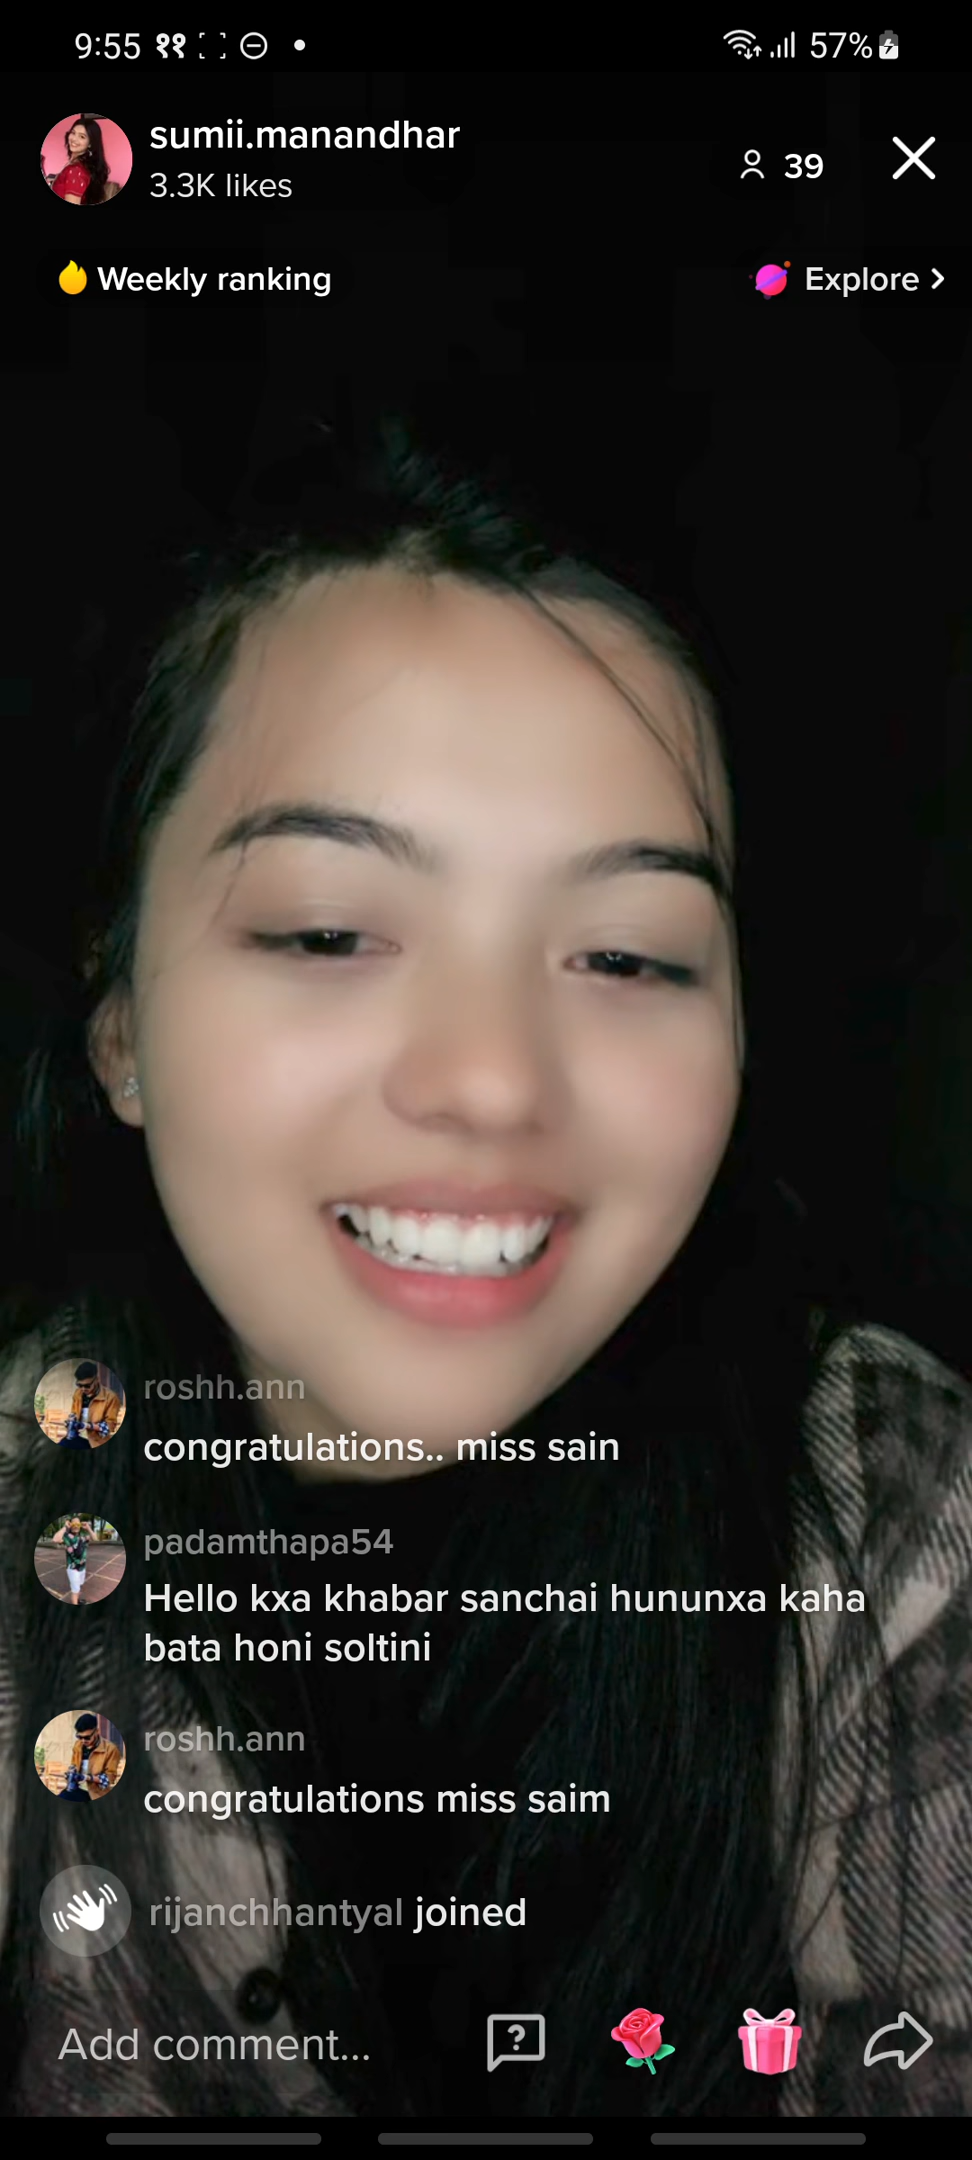 9:55 ११ 57%
sumii.manandhar
3.3K likes
39
Weekly ranking
Explore >
roshh.ann
congratulations.. miss sain
padamthapa54
Hello kxa khabar sanchai hununxa kaha
bata honi soltini
roshh.ann
congratulations miss saim
rijanchhantyal joined
Add comment...